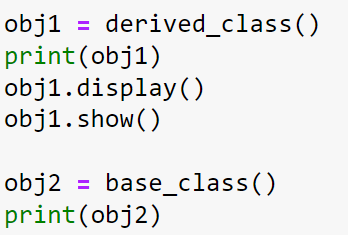 obj1 = derived_class()
print(obj1)
obj1.display()
obj1.show()

obj2 = base_class()
print(obj2)